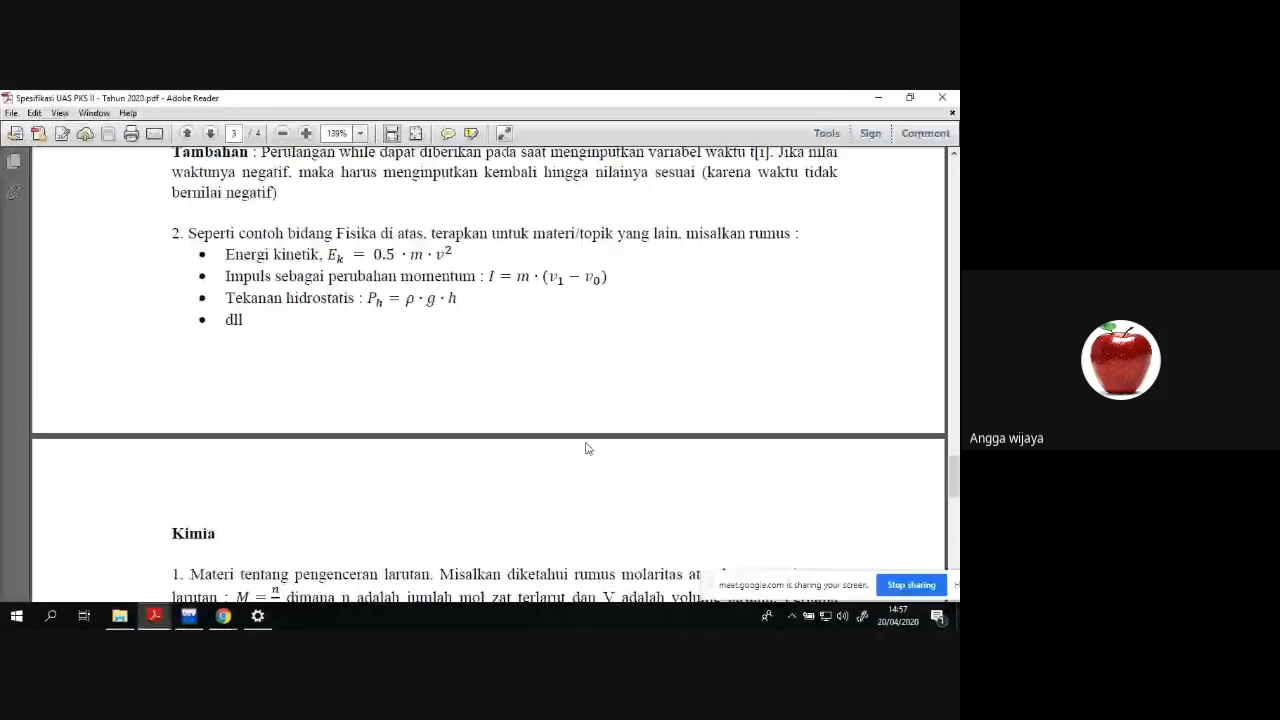 Spesifikasi UAS PKS II - Tahun 2020.pdf - Adobe Reader
File Edit View Window Help
3 / 4 139% Tools Sign Comment
Tambahan : Perulangan while dapat diberikan pada saat menginputkan variabel waktu t[i]. Jika nilai
waktunya negatif, maka harus menginputkan kembali hingga nilainya sesuai (karena waktu tidak
bernilai negatif)
2. Seperti contoh bidang Fisika di atas, terapkan untuk materi/topik yang lain, misalkan rumus :
• Energi kinetik, Eₖ = 0.5 · m · v²
• Impuls sebagai perubahan momentum : I = m · (v₁ − v₀)
• Tekanan hidrostatis : Pₕ = ρ · g · h
• dll
Angga wijaya
Kimia
1. Materi tentang pengenceran larutan. Misalkan diketahui rumus molaritas
larutan : M = n dimana n adalah jumlah mol zat terlarut dan V adalah
meet.google.com is sharing your screen. Stop sharing
14:57
20/04/2020